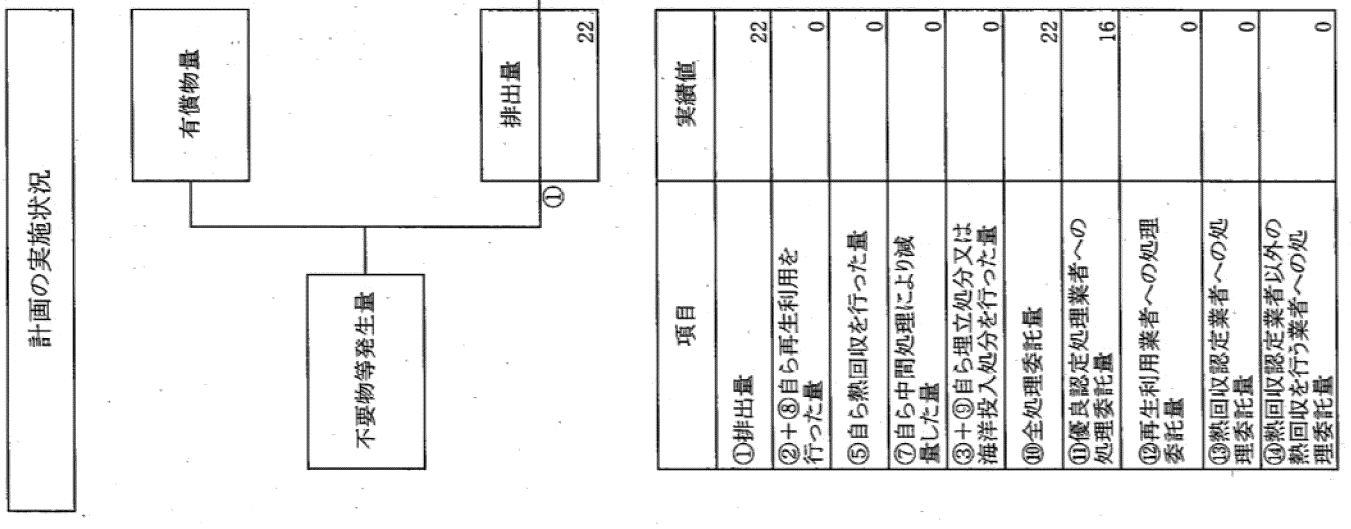 計画の実施状況
有償物量
不要物等発生量
①
排出量
22
項目
実績値
①排出量
22
②+⑧自ら再生利用を
行った量
0
⑤自ら熱回収を行った量
0
⑦自ら中間処理により減
量した量
0
③+⑨自ら埋立処分又は
海洋投入処分を行った量
0
⑩全処理委託量
22
⑪優良認定処理業者への
処理委託量
16
⑫再生利用業者への処理
委託量
0
⑬熱回収認定業者への処
理委託量
0
⑭熱回収認定業者以外の
熱回収を行う業者への処
理委託量
0